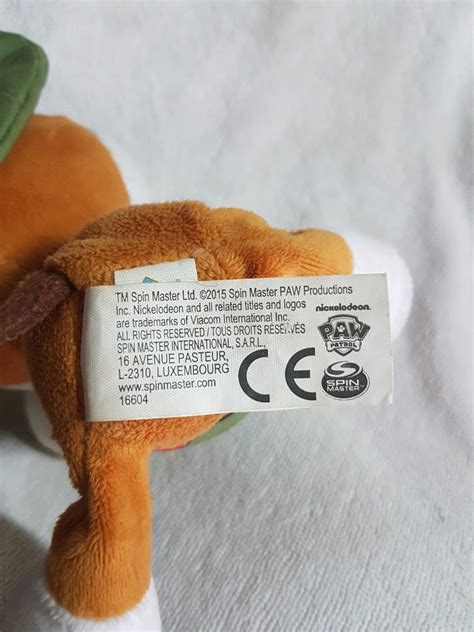 TM Spin Master Ltd. ©2015 Spin Master PAW Productions
Inc. Nickelodeon and all related titles and logos
are trademarks of Viacom International Inc.
ALL RIGHTS RESERVED / TOUS DROITS RÉSERVÉS
SPIN MASTER INTERNATIONAL, S.A.R.L.,
16 AVENUE PASTEUR,
L-2310, LUXEMBOURG
www.spinmaster.com
16604
CE
nickelodeon
PAW
PATROL
SPIN
MASTER